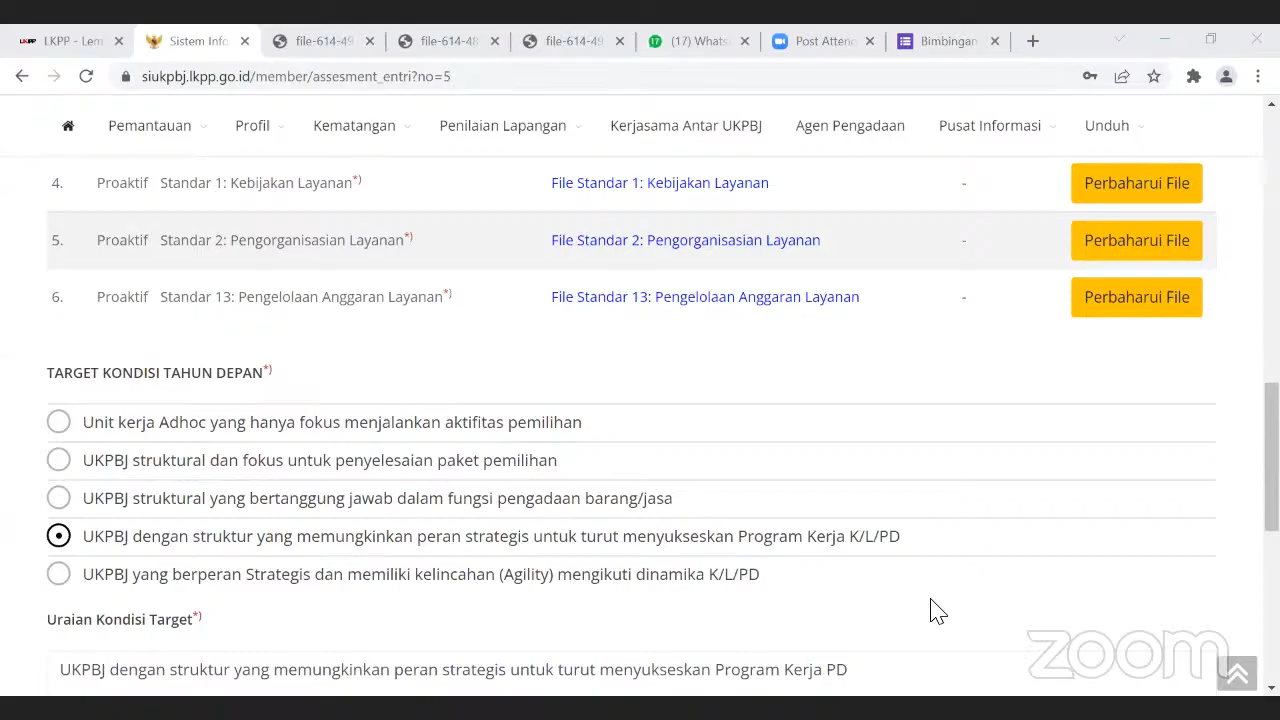 LKPP - Lem
Sistem Info
file-614-49
file-614-48
file-614-49
(17) Whats
Post Attend
Bimbingan
siukpbj.lkpp.go.id/member/assesment_entri?no=5
Pemantauan Profil Kematangan Penilaian Lapangan Kerjasama Antar UKPBJ Agen Pengadaan Pusat Informasi Unduh
4. Proaktif Standar 1: Kebijakan Layanan*) File Standar 1: Kebijakan Layanan - Perbaharui File
5. Proaktif Standar 2: Pengorganisasian Layanan*) File Standar 2: Pengorganisasian Layanan - Perbaharui File
6. Proaktif Standar 13: Pengelolaan Anggaran Layanan*) File Standar 13: Pengelolaan Anggaran Layanan - Perbaharui File
TARGET KONDISI TAHUN DEPAN*)
Unit kerja Adhoc yang hanya fokus menjalankan aktifitas pemilihan
UKPBJ struktural dan fokus untuk penyelesaian paket pemilihan
UKPBJ struktural yang bertanggung jawab dalam fungsi pengadaan barang/jasa
UKPBJ dengan struktur yang memungkinkan peran strategis untuk turut menyukseskan Program Kerja K/L/PD
UKPBJ yang berperan Strategis dan memiliki kelincahan (Agility) mengikuti dinamika K/L/PD
Uraian Kondisi Target*)
UKPBJ dengan struktur yang memungkinkan peran strategis untuk turut menyukseskan Program Kerja PD
zoom